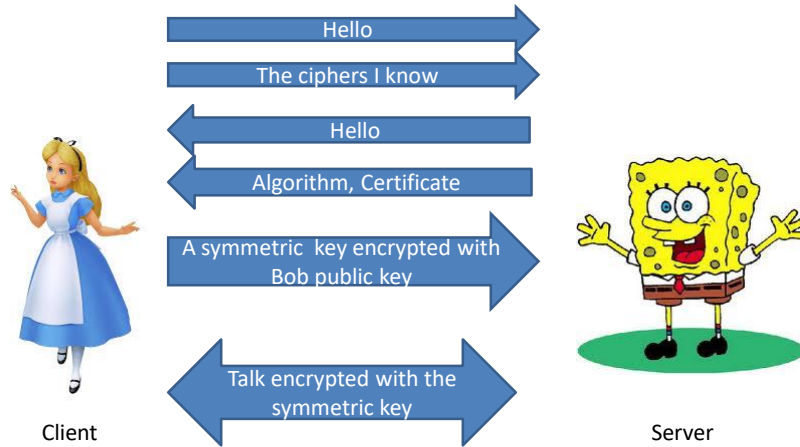 Hello
The ciphers I know
Hello
Algorithm, Certificate
A symmetric key encrypted with
Bob public key
Talk encrypted with the
symmetric key
Client
Server